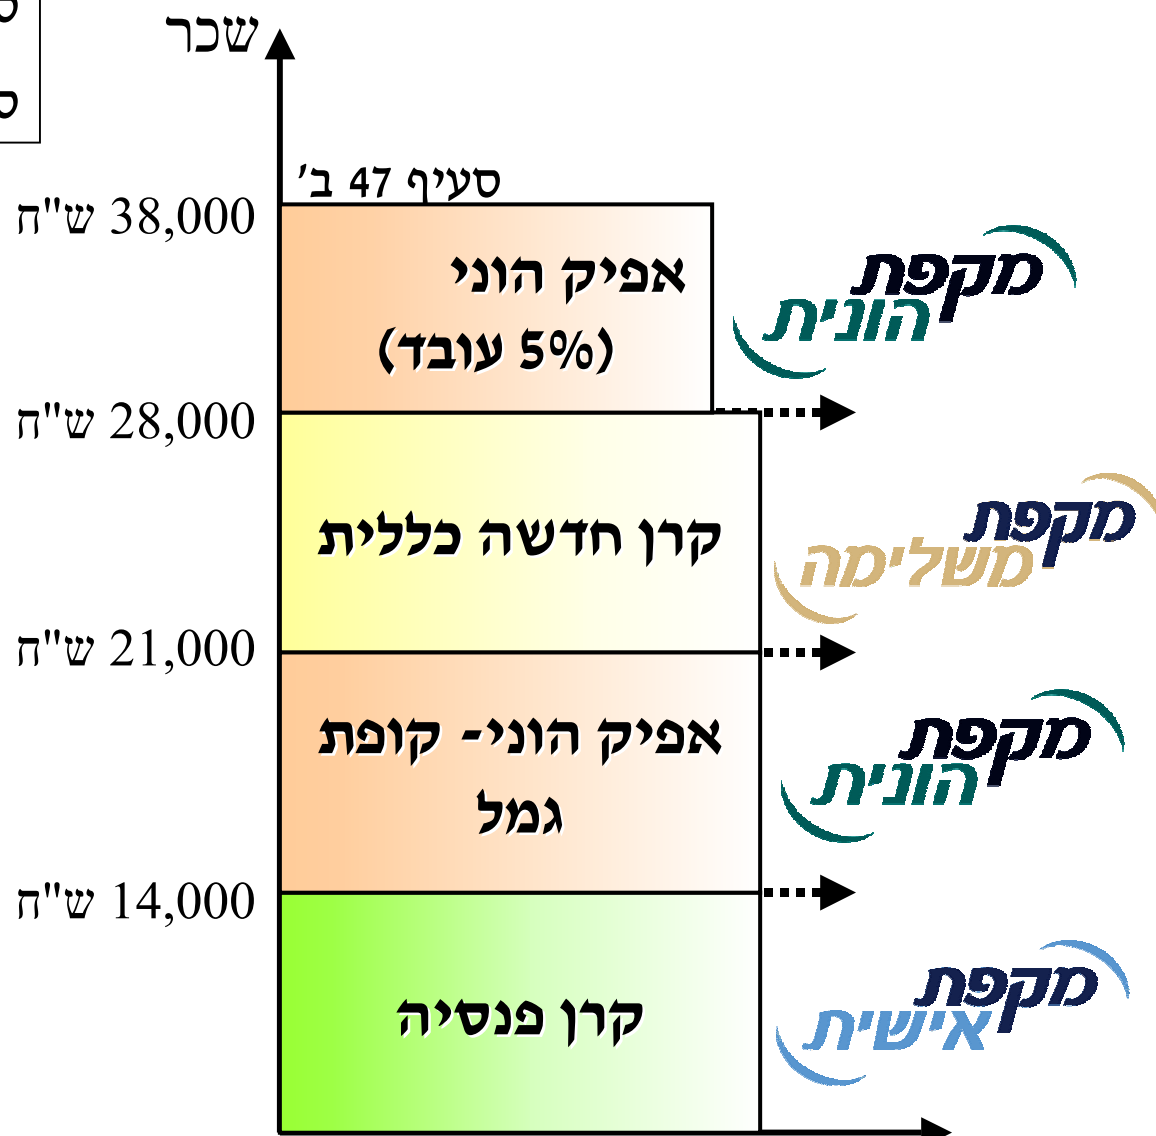 שכר
סעיף 47 ב'
38,000 ש"ח
אפיק הוני
(5% עובד)
מקפת
הונית
28,000 ש"ח
קרן חדשה כללית
מקפת
משלימה
21,000 ש"ח
אפיק הוני- קופת
גמל
מקפת
הונית
14,000 ש"ח
קרן פנסיה
מקפת
אישית